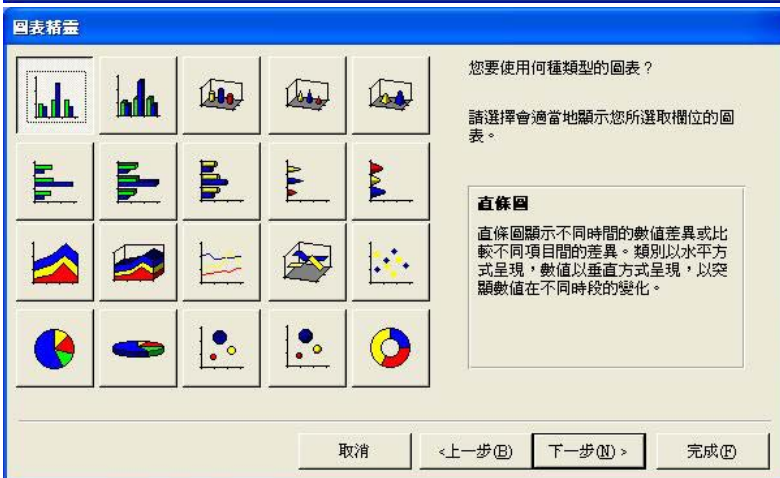 圖表精靈
您要使用何種類型的圖表？
請選擇會適當地顯示您所選取欄位的圖
表。
直條圖
直條圖顯示不同時間的數值差異或比
較不同項目間的差異。類別以水平方
式呈現，數值以垂直方式呈現，以突
顯數值在不同時段的變化。
取消
<上一步(B)
下一步(N) >
完成(F)